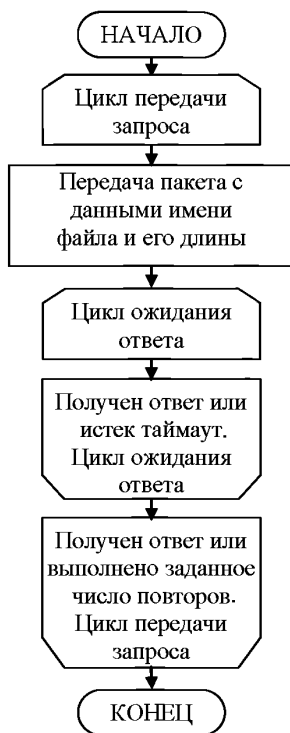 НАЧАЛО
Цикл передачи
запроса
Передача пакета с
данными имени
файла и его длины
Цикл ожидания
ответа
Получен ответ или
истек таймаут.
Цикл ожидания
ответа
Получен ответ или
выполнено заданное
число повторов.
Цикл передачи
запроса
КОНЕЦ